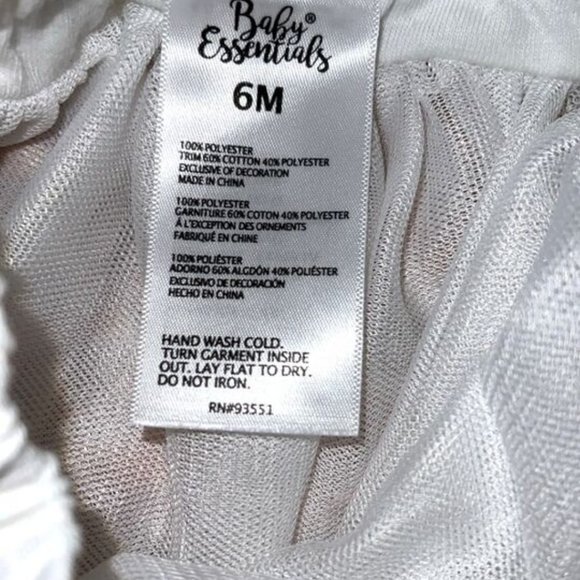 Baby®
Essentials
6M
100% POLYESTER
TRIM 60% COTTON 40% POLYESTER
EXCLUSIVE OF DECORATION
MADE IN CHINA
100% POLYESTER
GARNITURE 60% COTON 40% POLYESTER
À L'EXCEPTION DES ORNEMENTS
FABRIQUÉ EN CHINE
100% POLIÉSTER
ADORNO 60% ALGDÓN 40% POLIÉSTER
EXCLUSIVO DE DECORACIÓN
HECHO EN CHINA
HAND WASH COLD.
TURN GARMENT INSIDE
OUT. LAY FLAT TO DRY.
DO NOT IRON.
RN#93551